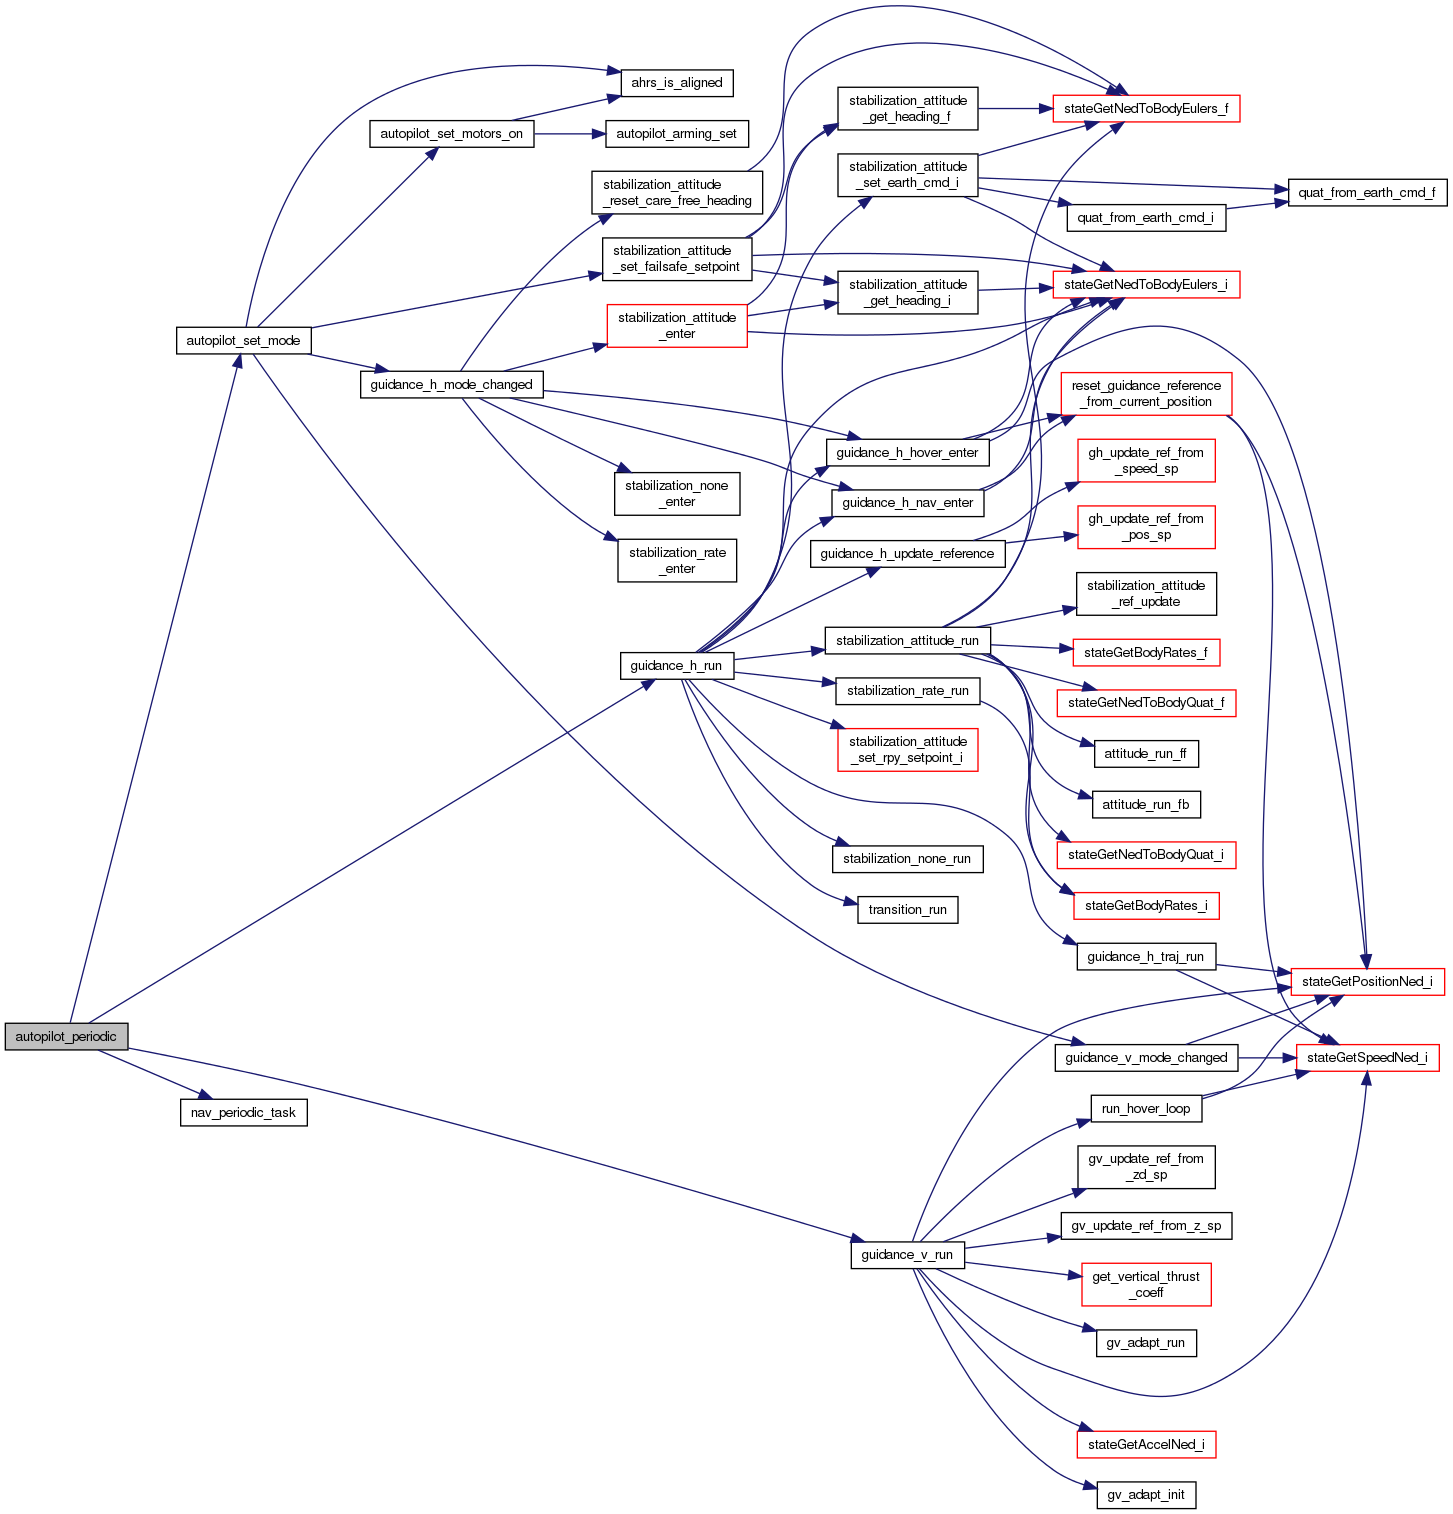 ahrs_is_aligned
autopilot_set_motors_on
autopilot_arming_set
stabilization_attitude
_reset_care_free_heading
stabilization_attitude
_set_failsafe_setpoint
stabilization_attitude
_enter
autopilot_set_mode
guidance_h_mode_changed
stabilization_none
_enter
stabilization_rate
_enter
stabilization_attitude
_get_heading_f
stabilization_attitude
_set_earth_cmd_i
stabilization_attitude
_get_heading_i
guidance_h_hover_enter
guidance_h_nav_enter
guidance_h_update_reference
stateGetNedToBodyEulers_f
quat_from_earth_cmd_f
quat_from_earth_cmd_i
stateGetNedToBodyEulers_i
reset_guidance_reference
_from_current_position
gh_update_ref_from
_speed_sp
gh_update_ref_from
_pos_sp
stabilization_attitude
_ref_update
guidance_h_run
stabilization_attitude_run
stabilization_rate_run
stabilization_attitude
_set_rpy_setpoint_i
stabilization_none_run
transition_run
stateGetBodyRates_f
stateGetNedToBodyQuat_f
attitude_run_ff
attitude_run_fb
stateGetNedToBodyQuat_i
stateGetBodyRates_i
guidance_h_traj_run
stateGetPositionNed_i
autopilot_periodic
nav_periodic_task
guidance_v_mode_changed
stateGetSpeedNed_i
run_hover_loop
gv_update_ref_from
_zd_sp
gv_update_ref_from_z_sp
guidance_v_run
get_vertical_thrust
_coeff
gv_adapt_run
stateGetAccelNed_i
gv_adapt_init